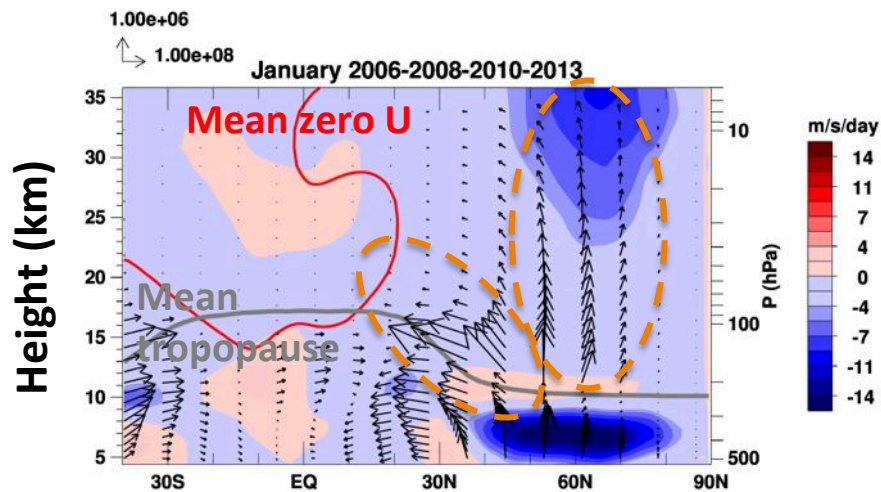 1.00e+06
1.00e+08
January 2006-2008-2010-2013
Mean zero U
Mean
tropopause
Height (km)
35
30
25
20
15
10
5
30S
EQ
30N
60N
90N
10
100
500
P (hPa)
m/s/day
14
11
7
4
0
-4
-7
-11
-14